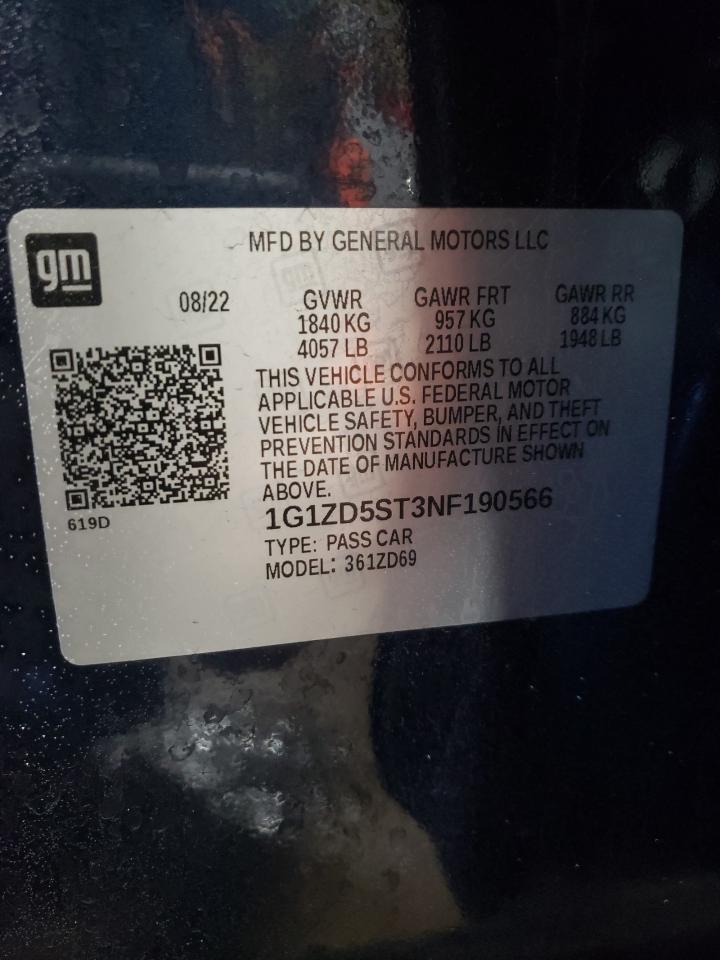 gm
MFD BY GENERAL MOTORS LLC
08/22 GVWR GAWR FRT GAWR RR
1840 KG 957 KG 884 KG
4057 LB 2110 LB 1948 LB
THIS VEHICLE CONFORMS TO ALL
APPLICABLE U.S. FEDERAL MOTOR
VEHICLE SAFETY, BUMPER, AND THEFT
PREVENTION STANDARDS IN EFFECT ON
THE DATE OF MANUFACTURE SHOWN
ABOVE.
619D
1G1ZD5ST3NF190566
TYPE: PASS CAR
MODEL: 361ZD69